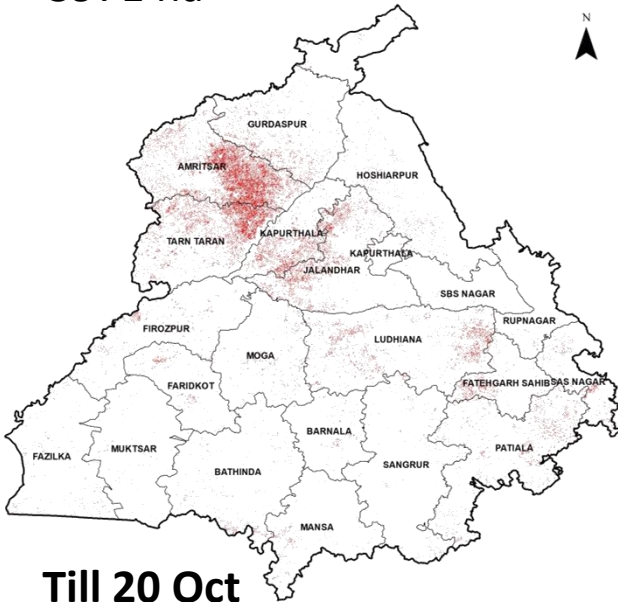 N
GURDASPUR
AMRITSAR
HOSHIARPUR
KAPURTHALA
TARN TARAN
KAPURTHALA
JALANDHAR
SBS NAGAR
RUPNAGAR
FIROZPUR
LUDHIANA
MOGA
FATEHGARH SAHIB
SAS NAGAR
FARIDKOT
BARNALA
MUKTSAR
PATIALA
FAZILKA
SANGRUR
BATHINDA
MANSA
Till 20 Oct